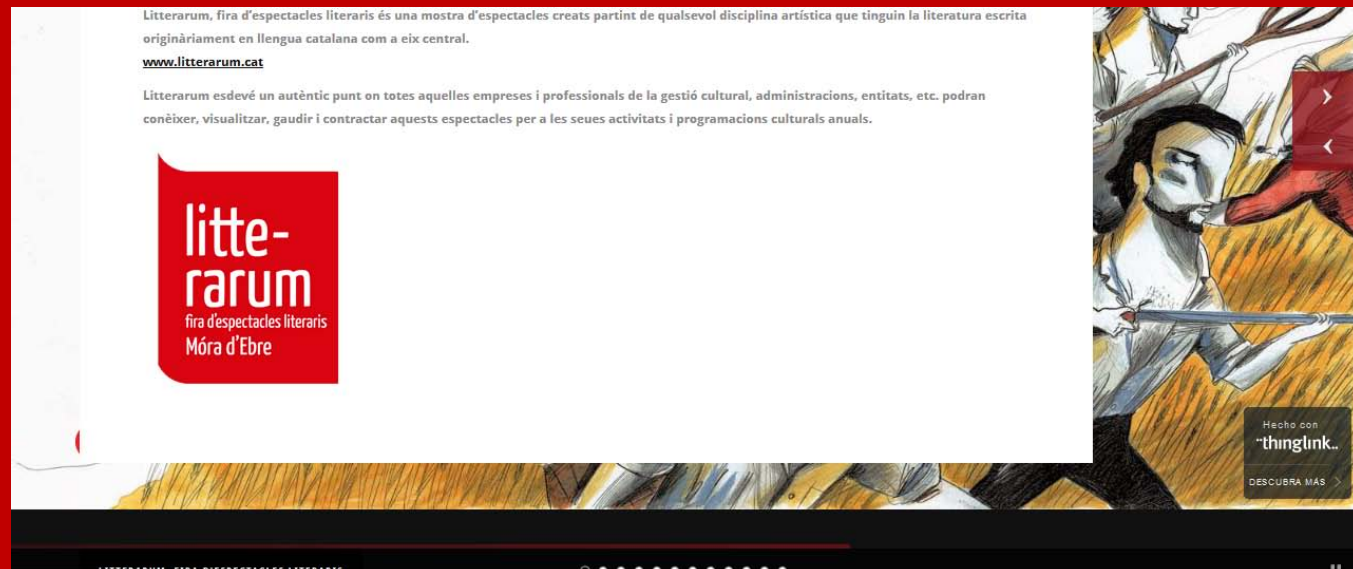 Litterarum, fira d'espectacles literaris és una mostra d'espectacles creats partint de qualsevol disciplina artística que tinguin la literatura escrita
originàriament en llengua catalana com a eix central.
www.litterarum.cat
Litterarum esdevé un autèntic punt on totes aquelles empreses i professionals de la gestió cultural, administracions, entitats, etc. podran
conèixer, visualitzar, gaudir i contractar aquests espectacles per a les seues activitats i programacions culturals anuals.
litte-
rarum
fira d'espectacles literaris
Móra d'Ebre
Hecho con
thinglink..
DESCUBRA MÁS